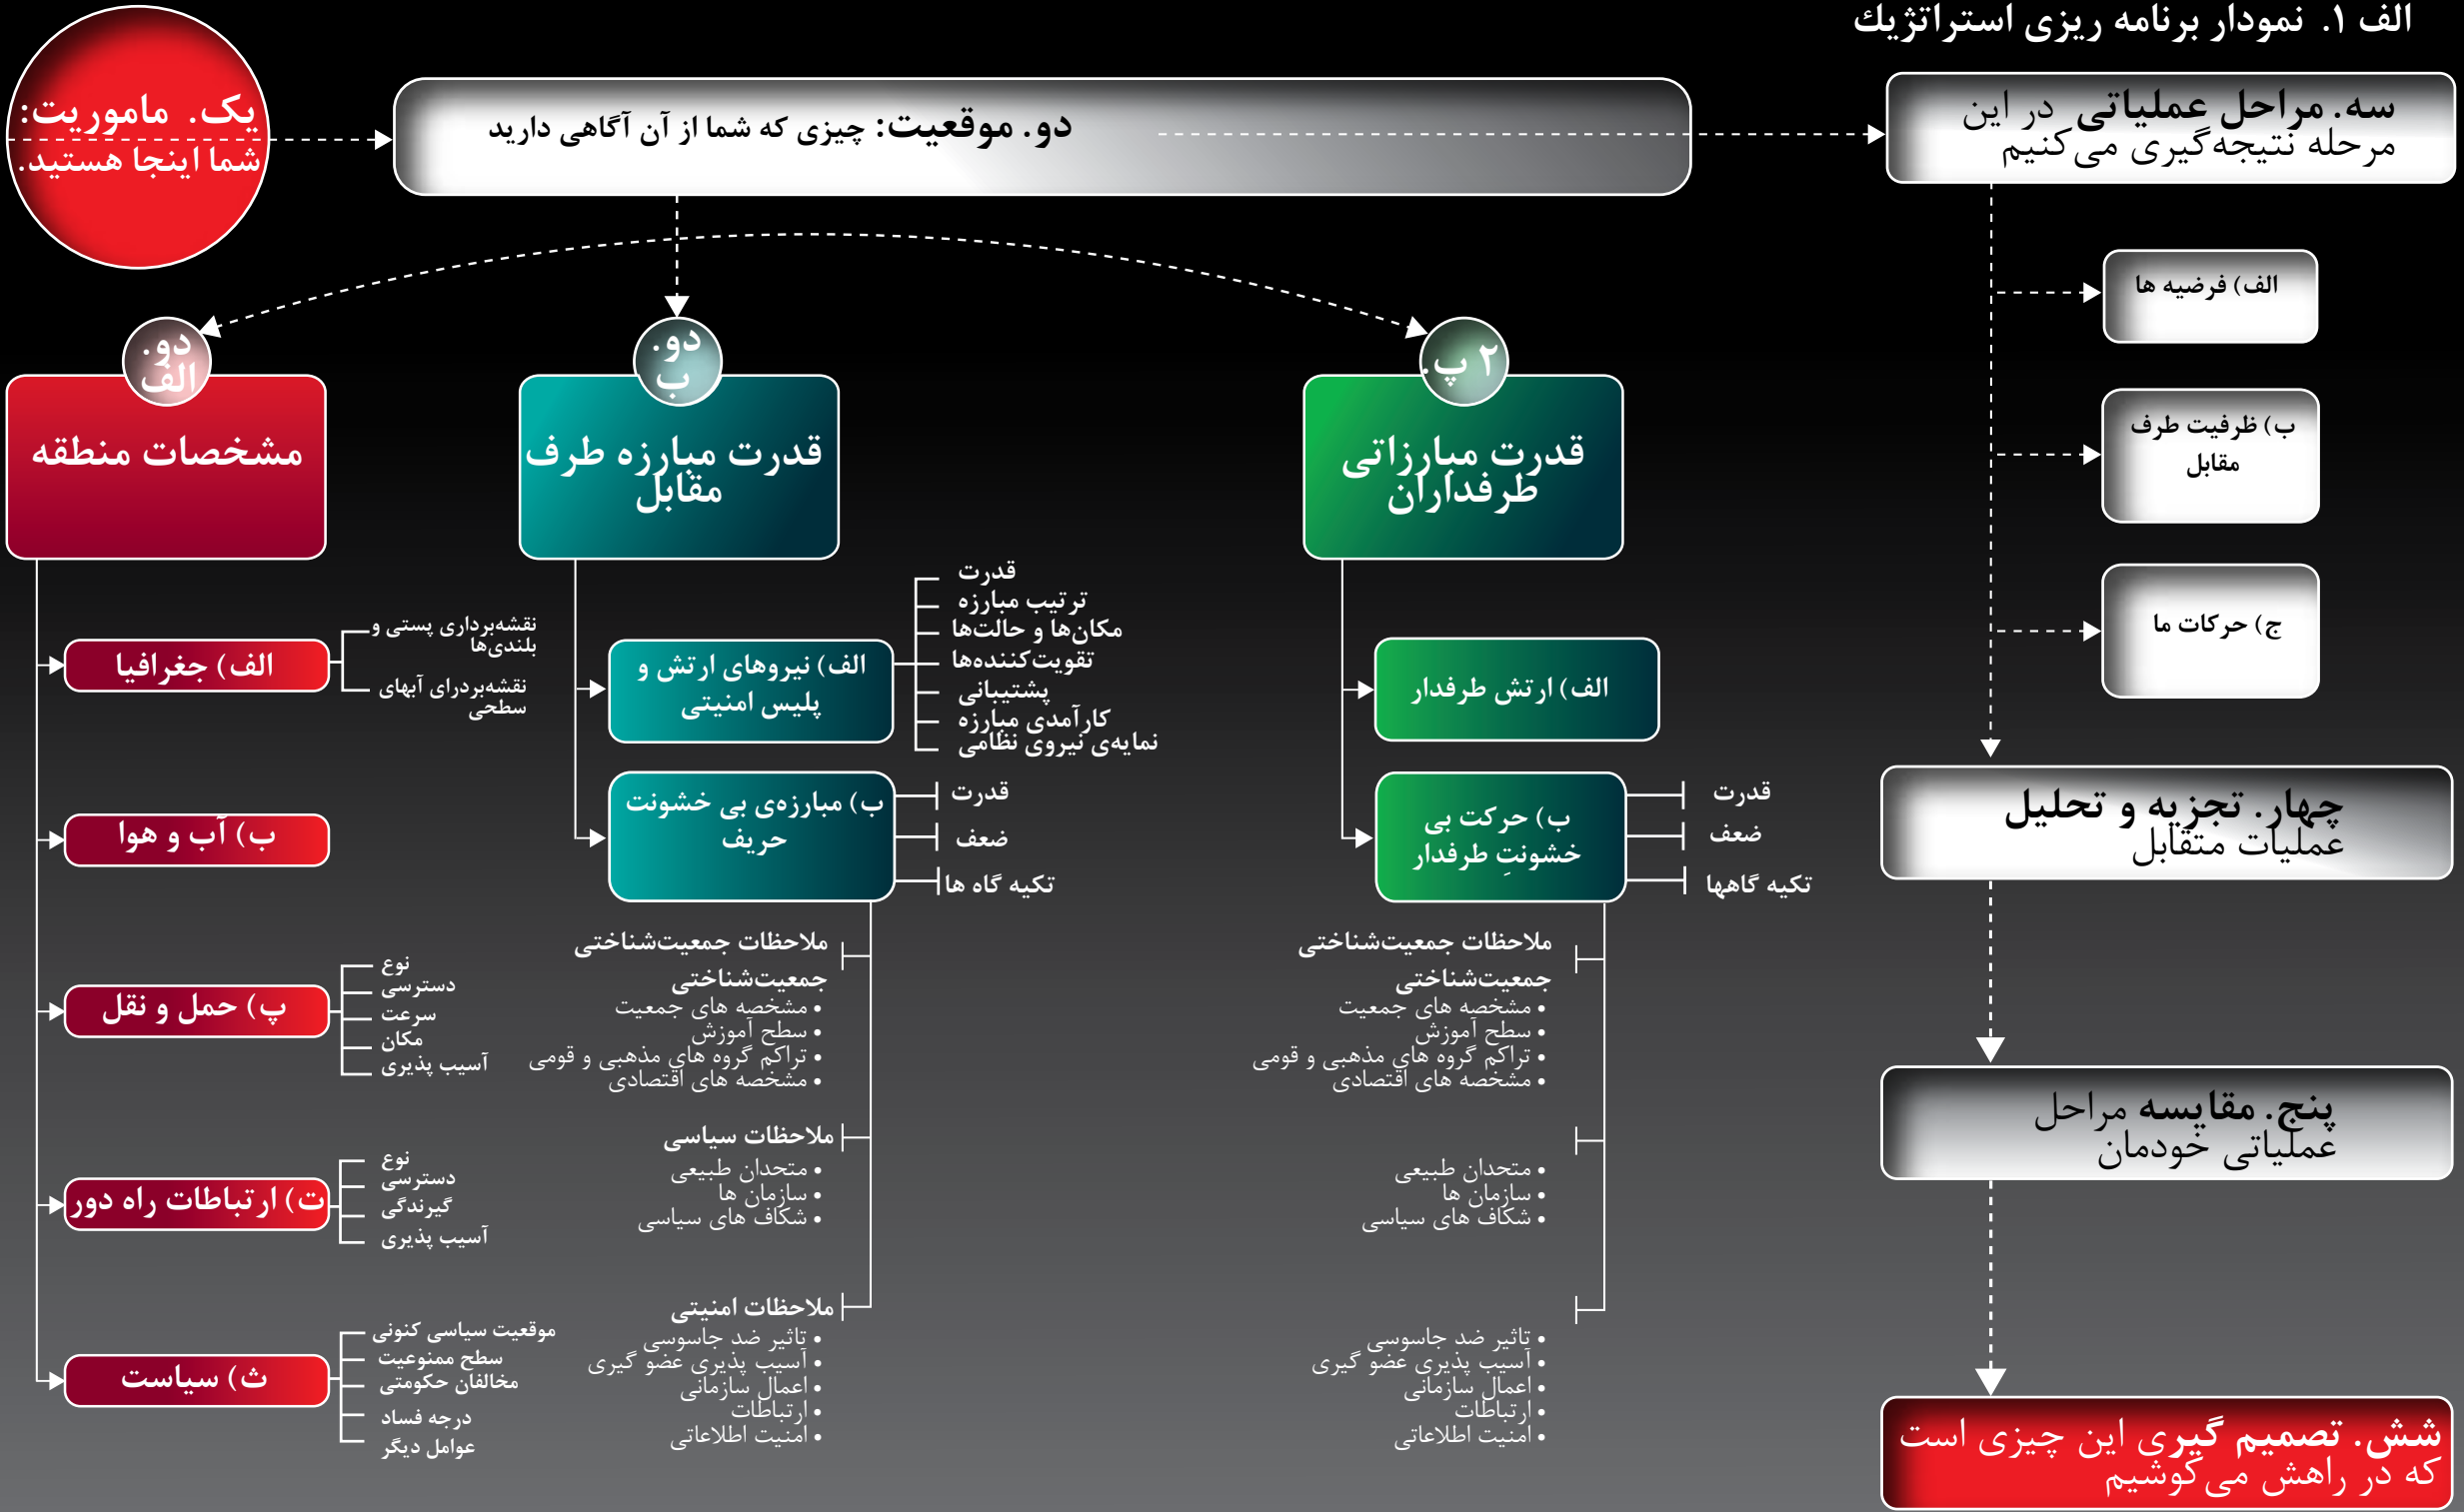 الف ۱. نمودار برنامه ریزی استراتژیك
یک. ماموریت:
شما اینجا هستید.
دو. موقعیت: چیزی که شما از آن آگاهی دارید
سه. مراحل عملیاتی در این
مرحله نتیجه‌گیری می‌کنیم
الف) فرضیه ها
ب) ظرفیت طرف
مقابل
ج) حرکات ما
چهار. تجزیه و تحلیل
عملیات متقابل
پنج. مقایسه مراحل
عملیاتی خودمان
شش. تصمیم گیری این چیزی است
که در راهش می‌کوشیم
دو.
الف
مشخصات منطقه
الف) جغرافیا
نقشه‌برداری پستی و
بلندی‌ها
نقشه‌بردرای آبهای
سطحی
ب) آب و هوا
پ) حمل و نقل
نوع
دسترسی
سرعت
مکان
آسیب پذیری
ت) ارتباطات راه دور
نوع
دسترسی
گیرندگی
آسیب پذیری
ث) سیاست
موقعیت سیاسی کنونی
سطح ممنوعیت
مخالفان حکومتی
درجه فساد
عوامل دیگر
دو.
ب
قدرت مبارزه طرف
مقابل
الف) نیروهای ارتش و
پلیس امنیتی
قدرت
ترتیب مبارزه
مکان‌ها و حالت‌ها
تقویت‌کننده‌ها
پشتیبانی
کارآمدی مبارزه
نمایه‌ی نیروی نظامی
ب) مبارزه‌ی بی خشونت
حریف
قدرت
ضعف
تکیه گاه ها
ملاحظات جمعیت‌شناختی
جمعیت‌شناختی
• مشخصه های جمعیت
• سطح آموزش
• تراکم گروه های مذهبی و قومی
• مشخصه های اقتصادی
ملاحظات سیاسی
• متحدان طبیعی
• سازمان ها
• شکاف های سیاسی
ملاحظات امنیتی
• تاثیر ضد جاسوسی
• آسیب پذیری عضو گیری
• اعمال سازمانی
• ارتباطات
• امنیت اطلاعاتی
۲ پ.
قدرت مبارزاتی
طرفداران
الف) ارتش طرفدار
ب) حرکت بی
خشونتِ طرفدار
قدرت
ضعف
تکیه گاهها
ملاحظات جمعیت‌شناختی
جمعیت‌شناختی
• مشخصه های جمعیت
• سطح آموزش
• تراکم گروه های مذهبی و قومی
• مشخصه های اقتصادی
• متحدان طبیعی
• سازمان ها
• شکاف های سیاسی
• تاثیر ضد جاسوسی
• آسیب پذیری عضو گیری
• اعمال سازمانی
• ارتباطات
• امنیت اطلاعاتی